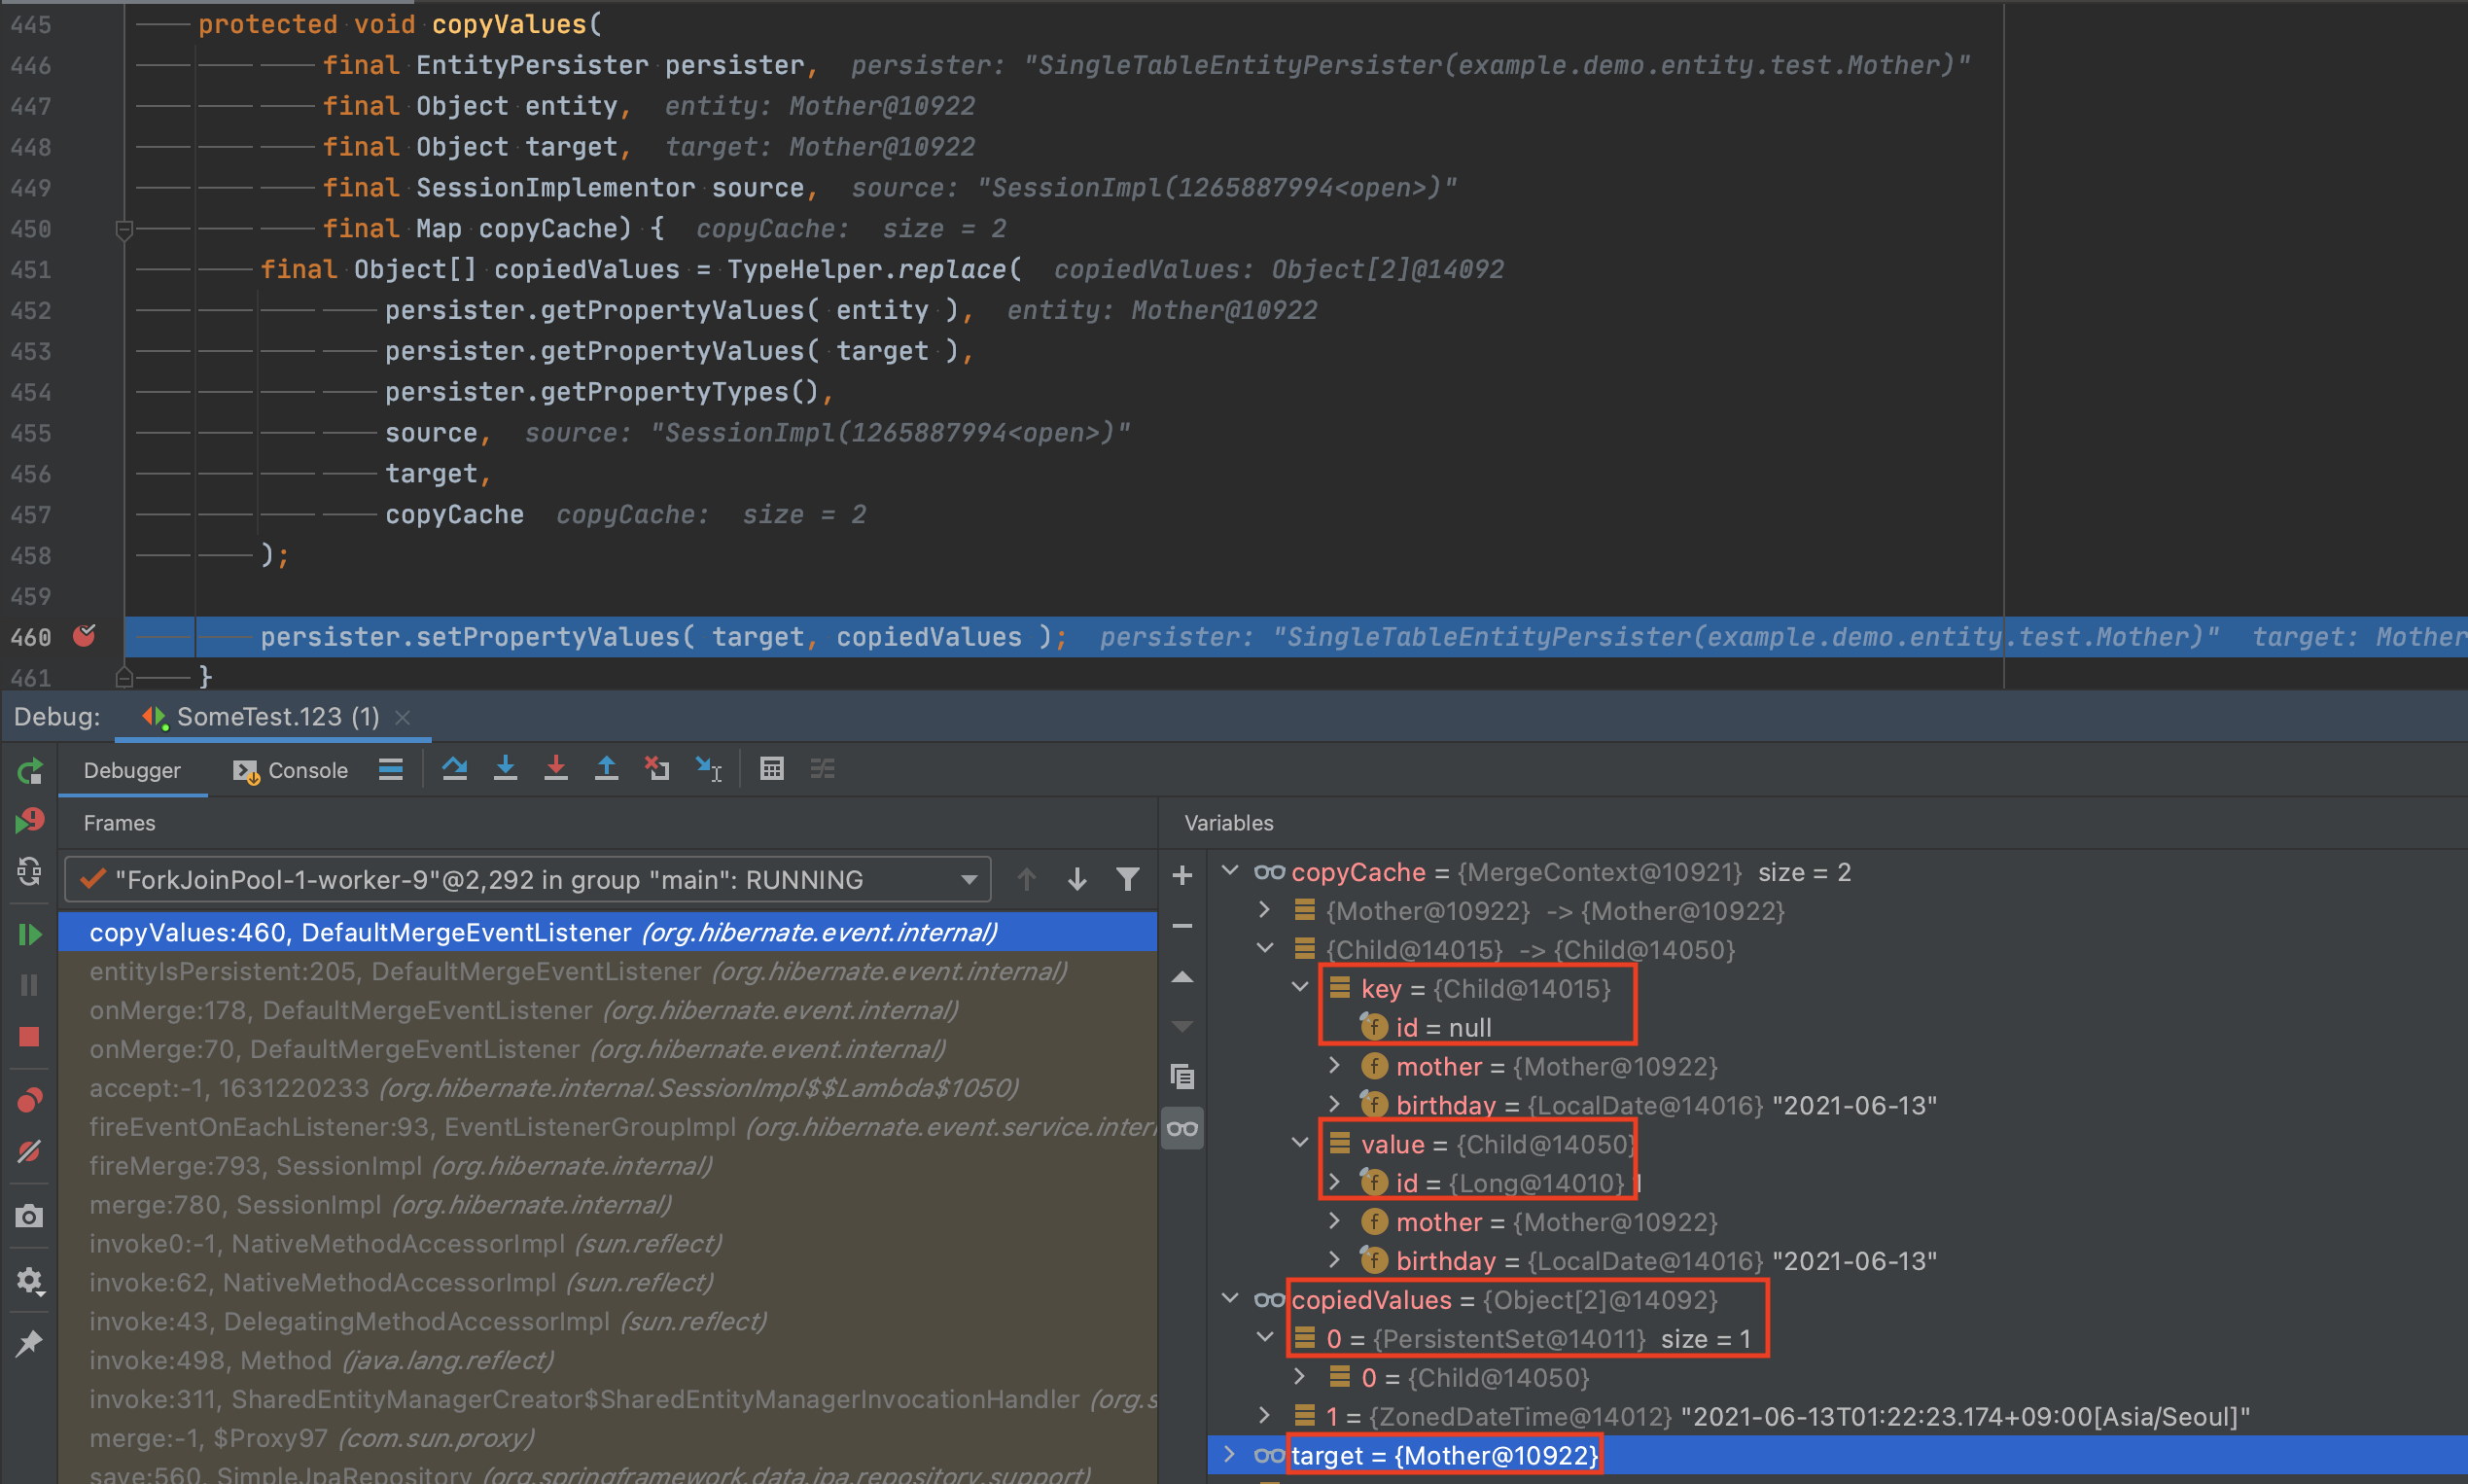 445 protected void copyValues(
446 final EntityPersister persister, persister: "SingleTableEntityPersister(example.demo.entity.test.Mother)"
447 final Object entity, entity: Mother@10922
448 final Object target, target: Mother@10922
449 final SessionImplementor source, source: "SessionImpl(1265887994<open>)"
450 final Map copyCache) { copyCache: size = 2
451 final Object[] copiedValues = TypeHelper.replace( copiedValues: Object[2]@14092
452 persister.getPropertyValues( entity ), entity: Mother@10922
453 persister.getPropertyValues( target ),
454 persister.getPropertyTypes(),
455 source, source: "SessionImpl(1265887994<open>)"
456 target,
457 copyCache copyCache: size = 2
458 );
459
460 persister.setPropertyValues( target, copiedValues ); persister: "SingleTableEntityPersister(example.demo.entity.test.Mother)" target: Mother
461 }
Debug: SomeTest.123 (1)
Debugger Console
Frames
"ForkJoinPool-1-worker-9"@2,292 in group "main": RUNNING
copyValues:460, DefaultMergeEventListener (org.hibernate.event.internal)
entityIsPersistent:205, DefaultMergeEventListener (org.hibernate.event.internal)
onMerge:178, DefaultMergeEventListener (org.hibernate.event.internal)
onMerge:70, DefaultMergeEventListener (org.hibernate.event.internal)
accept:-1, 1631220233 (org.hibernate.internal.SessionImpl$$Lambda$1050)
fireEventOnEachListener:93, EventListenerGroupImpl (org.hibernate.event.service.inter
fireMerge:793, SessionImpl (org.hibernate.internal)
merge:780, SessionImpl (org.hibernate.internal)
invoke0:-1, NativeMethodAccessorImpl (sun.reflect)
invoke:62, NativeMethodAccessorImpl (sun.reflect)
invoke:43, DelegatingMethodAccessorImpl (sun.reflect)
invoke:498, Method (java.lang.reflect)
invoke:311, SharedEntityManagerCreator$SharedEntityManagerInvocationHandler (org.s
merge:-1, $Proxy97 (com.sun.proxy)
save:560, SimpleJpaRepository (org.springframework.data.jpa.repository.support)
Variables
copyCache = {MergeContext@10921} size = 2
{Mother@10922} -> {Mother@10922}
{Child@14015} -> {Child@14050}
key = {Child@14015}
id = null
mother = {Mother@10922}
birthday = {LocalDate@14016} "2021-06-13"
value = {Child@14050}
id = {Long@14010} 1
mother = {Mother@10922}
birthday = {LocalDate@14016} "2021-06-13"
copiedValues = {Object[2]@14092}
0 = {PersistentSet@14011} size = 1
0 = {Child@14050}
1 = {ZonedDateTime@14012} "2021-06-13T01:22:23.174+09:00[Asia/Seoul]"
target = {Mother@10922}